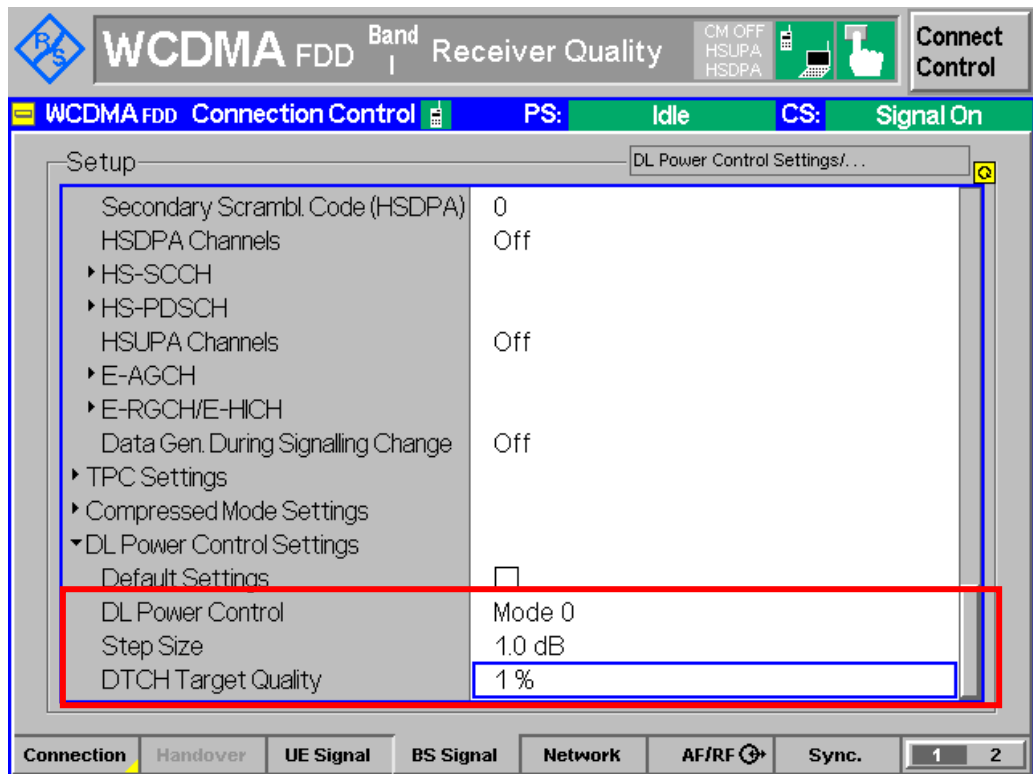 R&S
WCDMA FDD Band I Receiver Quality
CM OFF
HSUPA
HSDPA
Connect Control
WCDMA FDD Connection Control PS: Idle CS: Signal On
Setup DL Power Control Settings/...
Secondary Scrambl. Code (HSDPA) 0
HSDPA Channels Off
HS-SCCH
HS-PDSCH
HSUPA Channels Off
E-AGCH
E-RGCH/E-HICH
Data Gen. During Signalling Change Off
TPC Settings
Compressed Mode Settings
DL Power Control Settings
Default Settings
DL Power Control Mode 0
Step Size 1.0 dB
DTCH Target Quality 1 %
Connection Handover UE Signal BS Signal Network AF/RF Sync. 1 2